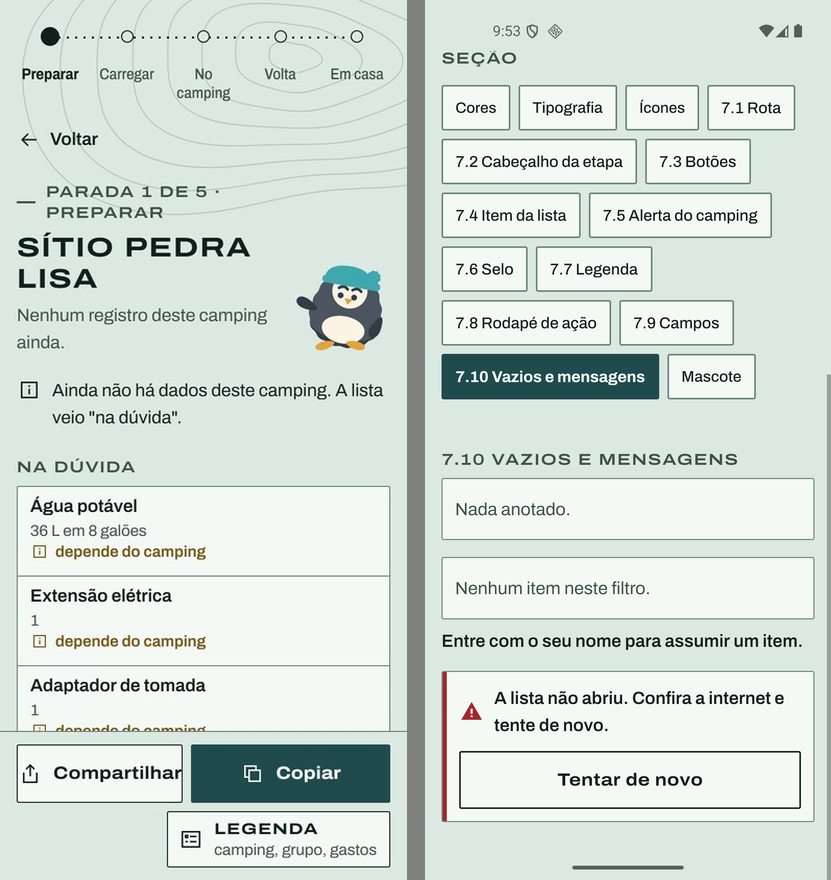 Preparar
Carregar
No
camping
Volta
Em casa
Voltar
PARADA 1 DE 5 ·
PREPARAR
SÍTIO PEDRA
LISA
Nenhum registro deste camping
ainda.
Ainda não há dados deste camping. A lista
veio "na dúvida".
NA DÚVIDA
Água potável
36 L em 8 galões
depende do camping
Extensão elétrica
1
depende do camping
Adaptador de tomada
1
depende do camping
Compartilhar
Copiar
LEGENDA
camping, grupo, gastos
9:53
SEÇÃO
Cores
Tipografia
Ícones
7.1 Rota
7.2 Cabeçalho da etapa
7.3 Botões
7.4 Item da lista
7.5 Alerta do camping
7.6 Selo
7.7 Legenda
7.8 Rodapé de ação
7.9 Campos
7.10 Vazios e mensagens
Mascote
7.10 VAZIOS E MENSAGENS
Nada anotado.
Nenhum item neste filtro.
Entre com o seu nome para assumir um item.
A lista não abriu. Confira a internet e
tente de novo.
Tentar de novo